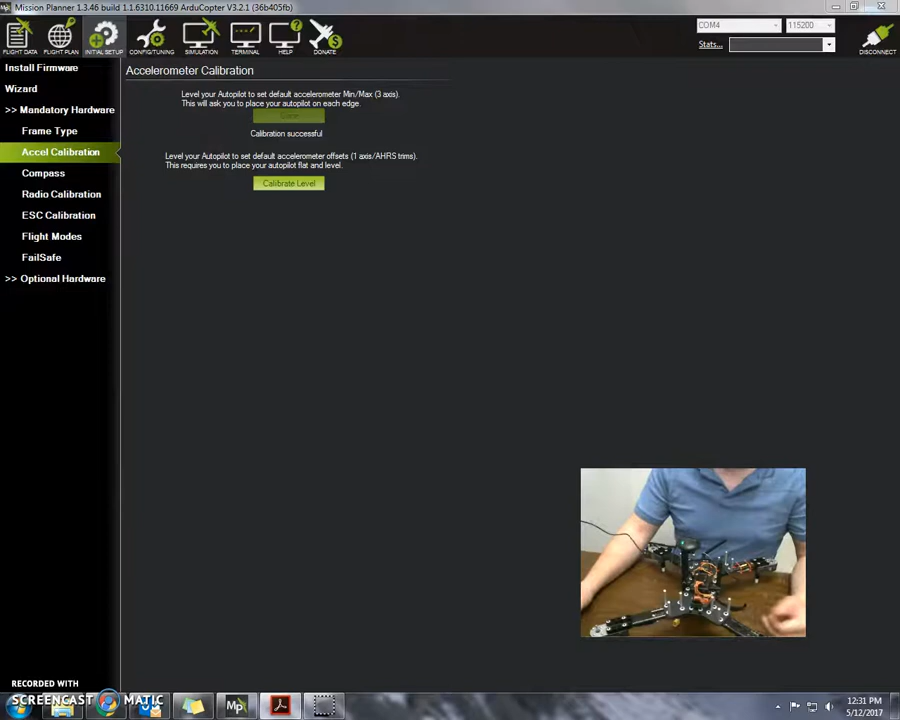 Mission Planner 1.3.46 build 1.1.6310.11669 ArduCopter V3.2.1 (36b405fb)
FLIGHT DATA
FLIGHT PLAN
INITIAL SETUP
CONFIG/TUNING
SIMULATION
TERMINAL
HELP
DONATE
COM4
115200
Stats...
DISCONNECT
Install Firmware
Wizard
>> Mandatory Hardware
Frame Type
Accel Calibration
Compass
Radio Calibration
ESC Calibration
Flight Modes
FailSafe
>> Optional Hardware
Accelerometer Calibration
Level your Autopilot to set default accelerometer Min/Max (3 axis).
This will ask you to place your autopilot on each edge.
Done
Calibration successful
Level your Autopilot to set default accelerometer offsets (1 axis/AHRS trims).
This requires you to place your autopilot flat and level.
Calibrate Level
RECORDED WITH
SCREENCAST MATIC
12:31 PM
5/12/2017